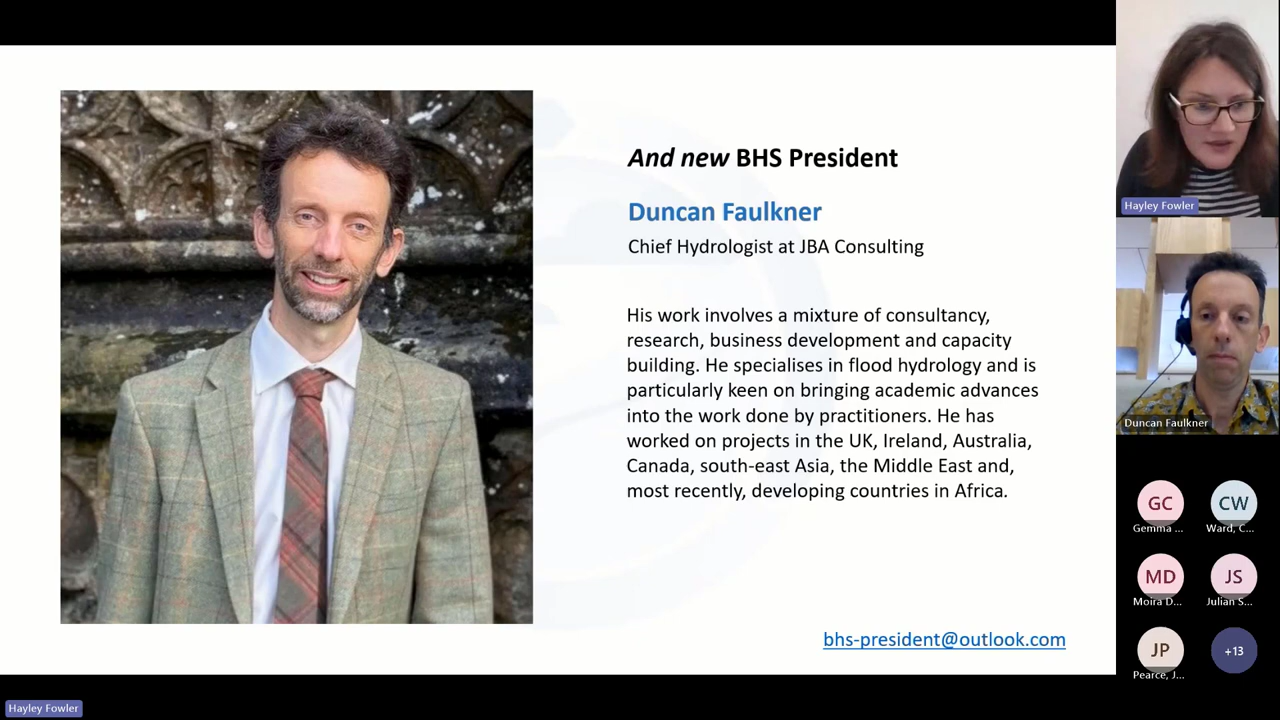 And new BHS President
Duncan Faulkner
Chief Hydrologist at JBA Consulting
His work involves a mixture of consultancy,
research, business development and capacity
building. He specialises in flood hydrology and is
particularly keen on bringing academic advances
into the work done by practitioners. He has
worked on projects in the UK, Ireland, Australia,
Canada, south-east Asia, the Middle East and,
most recently, developing countries in Africa.
bhs-president@outlook.com
Hayley Fowler
Duncan Faulkner
GC
Gemma ...
CW
Ward, C...
MD
Moira D...
JS
Julian S...
JP
Pearce, J...
+13
Hayley Fowler